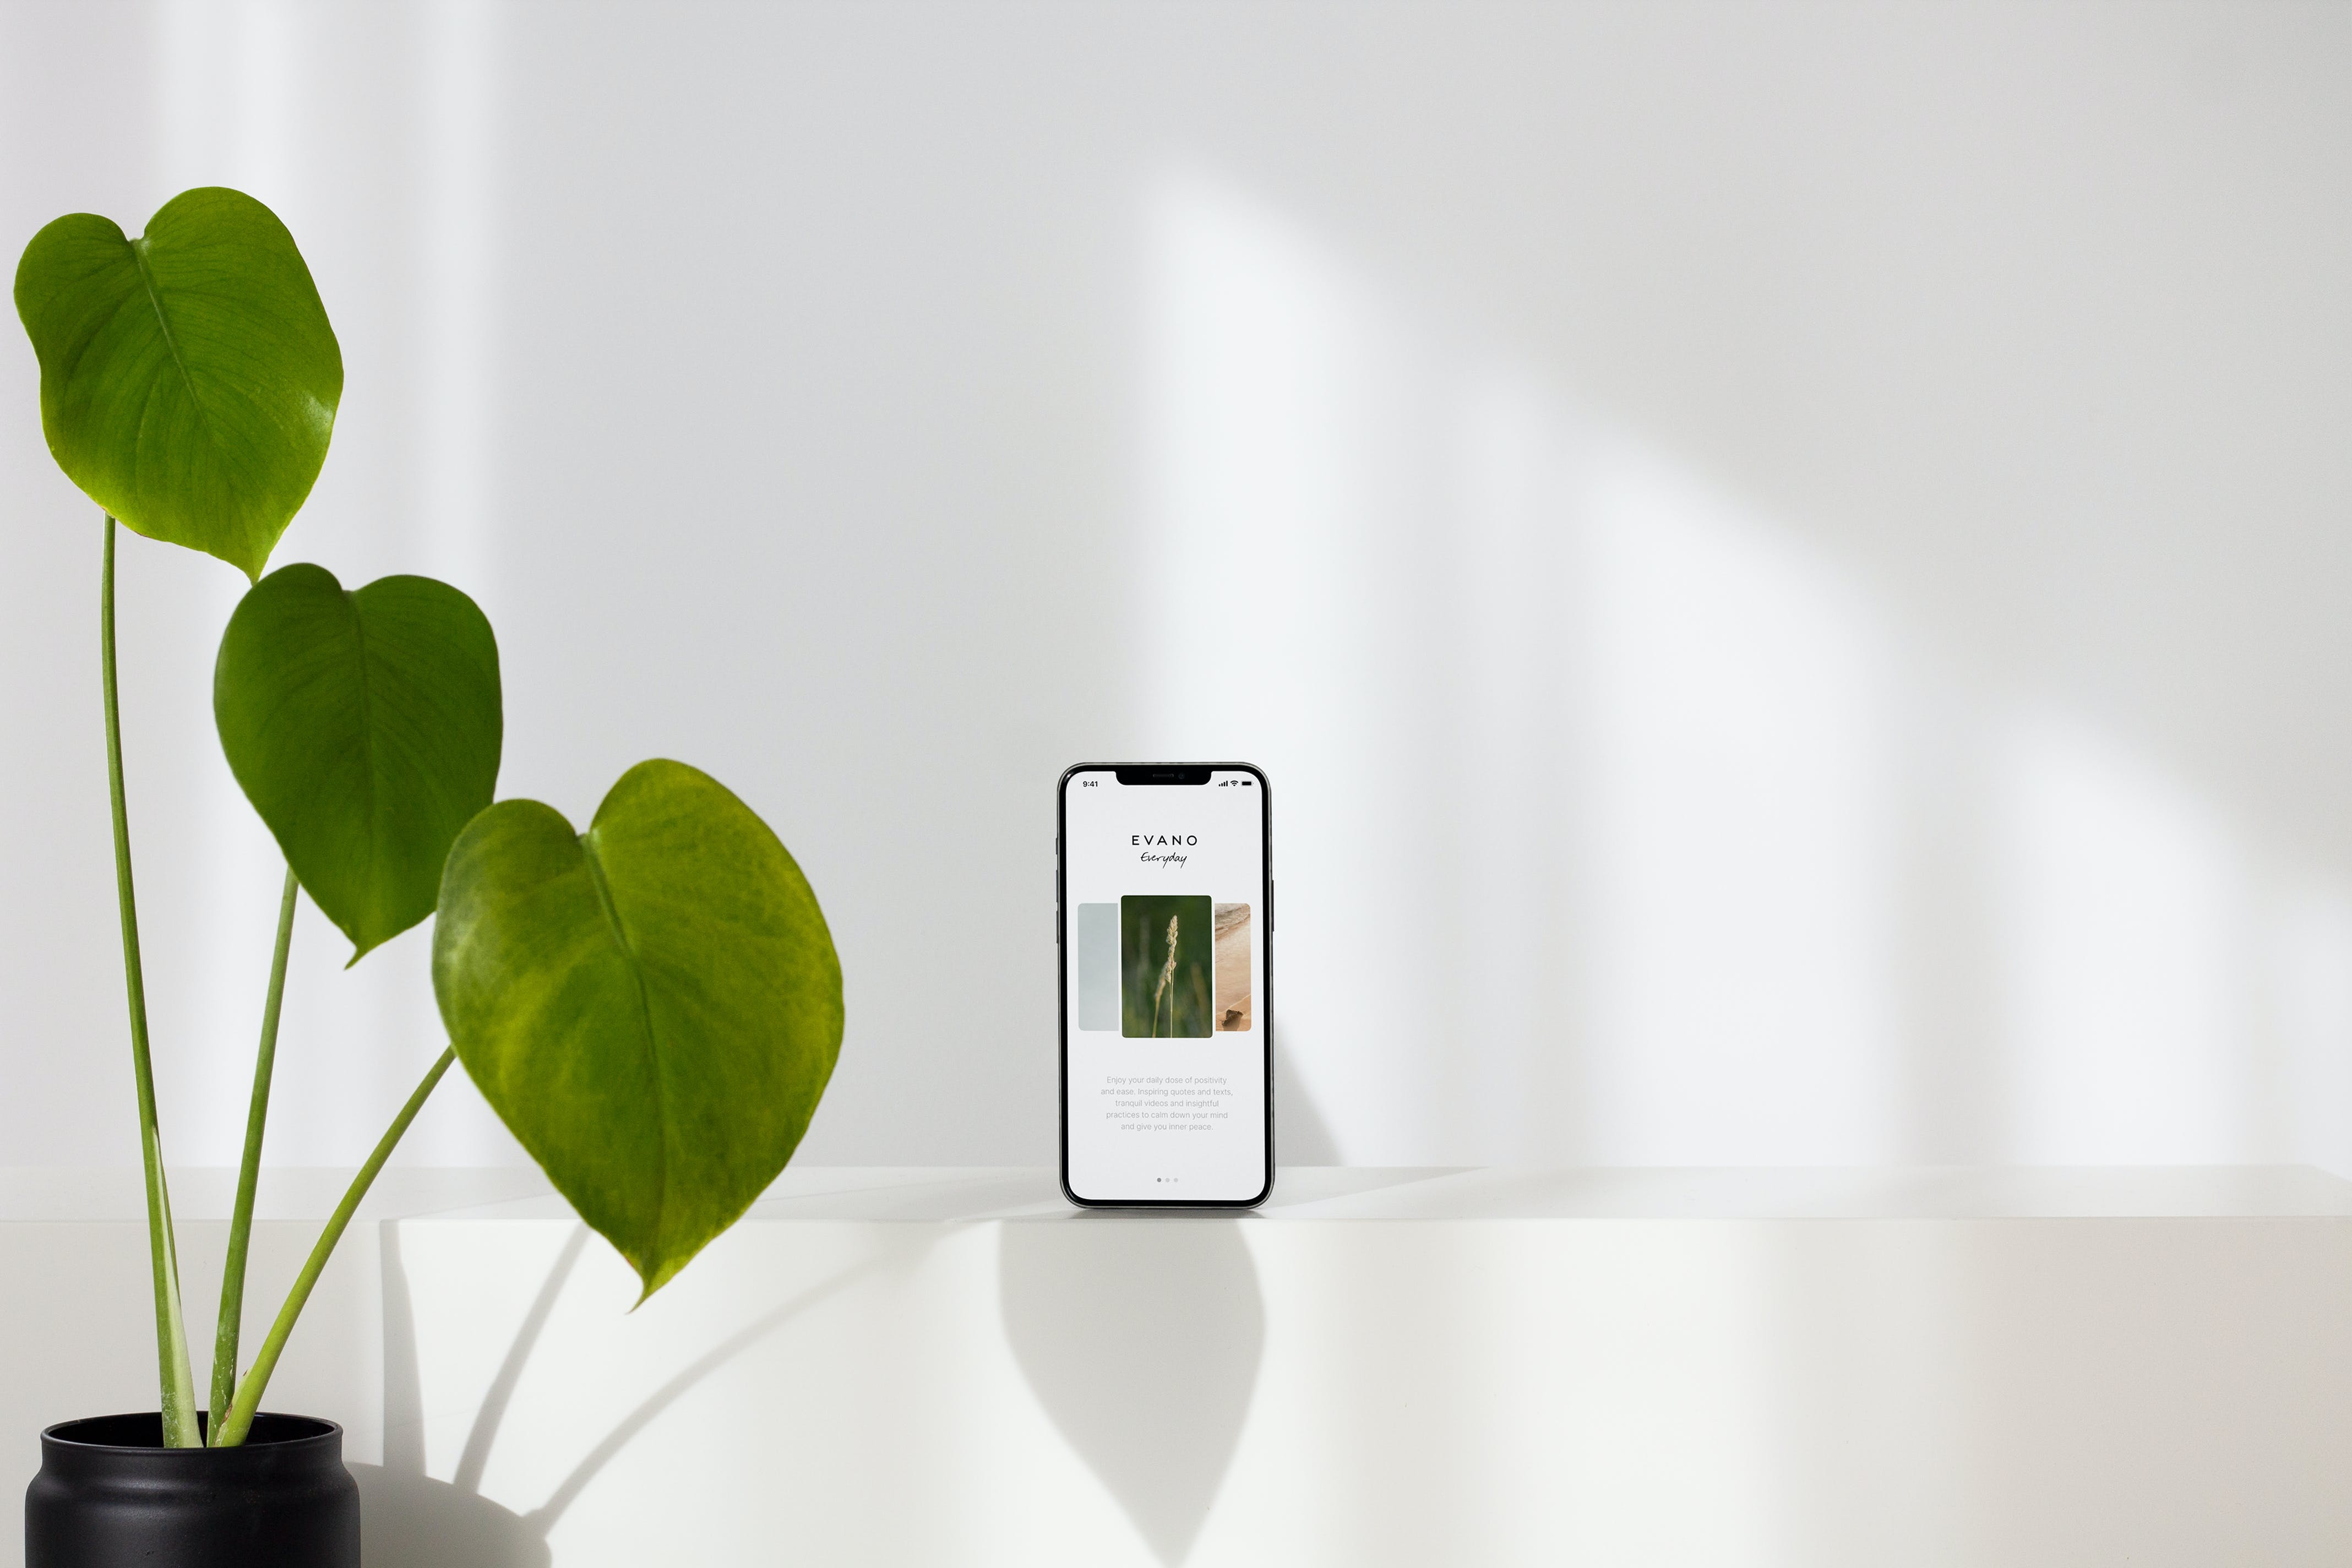 9:41
EVANO
Everyday
Enjoy your daily dose of positivity
and ease. Inspiring quotes and texts,
tranquil videos and insightful
practices to calm down your mind
and give you inner peace.